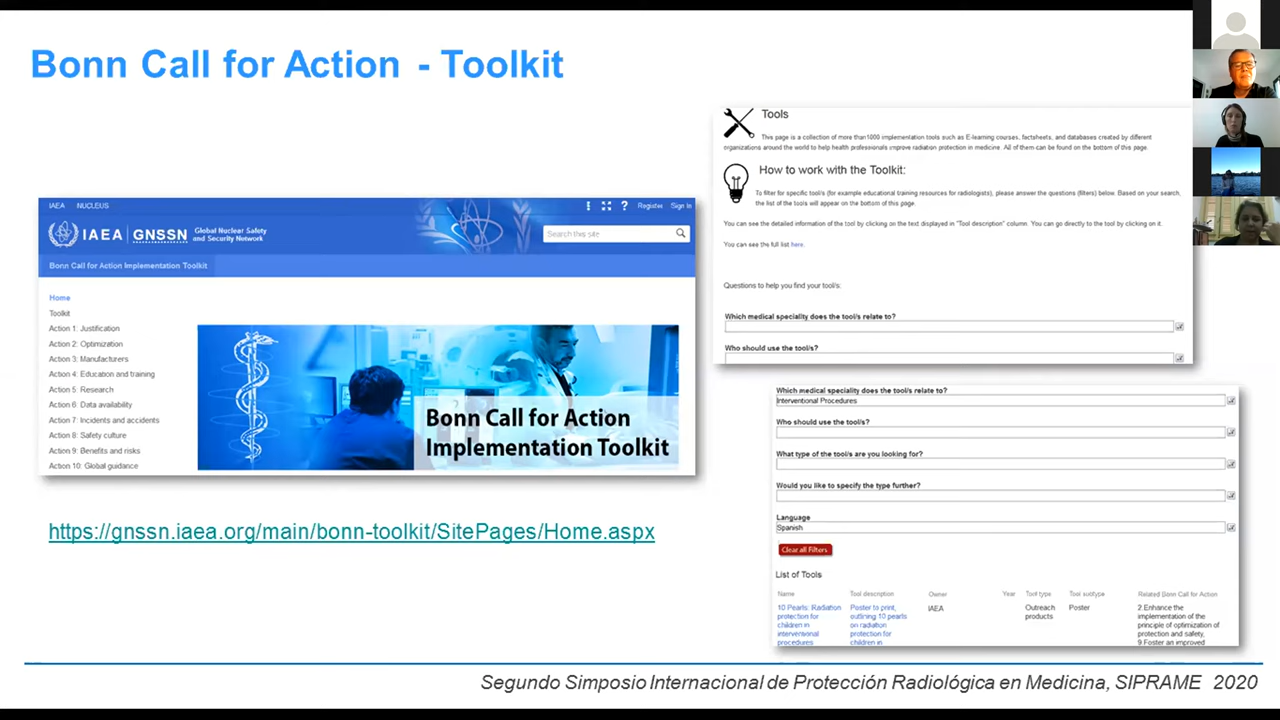 Bonn Call for Action - Toolkit
IAEA NUCLEUS
? Register Sign In
IAEA GNSSN Global Nuclear Safety
and Security Network
Search this site
Bonn Call for Action Implementation Toolkit
Home
Toolkit
Action 1: Justification
Action 2: Optimization
Action 3: Manufacturers
Action 4: Education and training
Action 5: Research
Action 6: Data availability
Action 7: Incidents and accidents
Action 8: Safety culture
Action 9: Benefits and risks
Action 10: Global guidance
Bonn Call for Action
Implementation Toolkit
https://gnssn.iaea.org/main/bonn-toolkit/SitePages/Home.aspx
Tools
This page is a collection of more than1000 implementation tools such as E-learning courses, factsheets, and databases created by different
organizations around the world to help health professionals improve radiation protection in medicine. All of them can be found on the bottom of this page.
How to work with the Toolkit:
To filter for specific tool/s (for example educational training resources for radiologists), please answer the questions (filters) below. Based on your search,
the list of the tools will appear on the bottom of this page.
You can see the detailed information of the tool by clicking on the text displayed in "Tool description" column. You can go directly to the tool by clicking on it.
You can see the full list here.
Questions to help you find your tool/s:
Which medical speciality does the tool/s relate to?
Who should use the tool/s?
Which medical speciality does the tool/s relate to?
Interventional Procedures
Who should use the tool/s?
What type of the tool/s are you looking for?
Would you like to specify the type further?
Language
Spanish
Clear all Filters
List of Tools
Name Tool description Owner Year Tool type Tool subtype Related Bonn Call for Action
10 Pearls: Radiation Poster to print, IAEA Outreach Poster 2.Enhance the
protection for outlining 10 pearls products implementation of the
children in on radiation principle of optimization of
interventional protection for protection and safety,
procedures children in 9.Foster an improved
Segundo Simposio Internacional de Protección Radiológica en Medicina, SIPRAME 2020